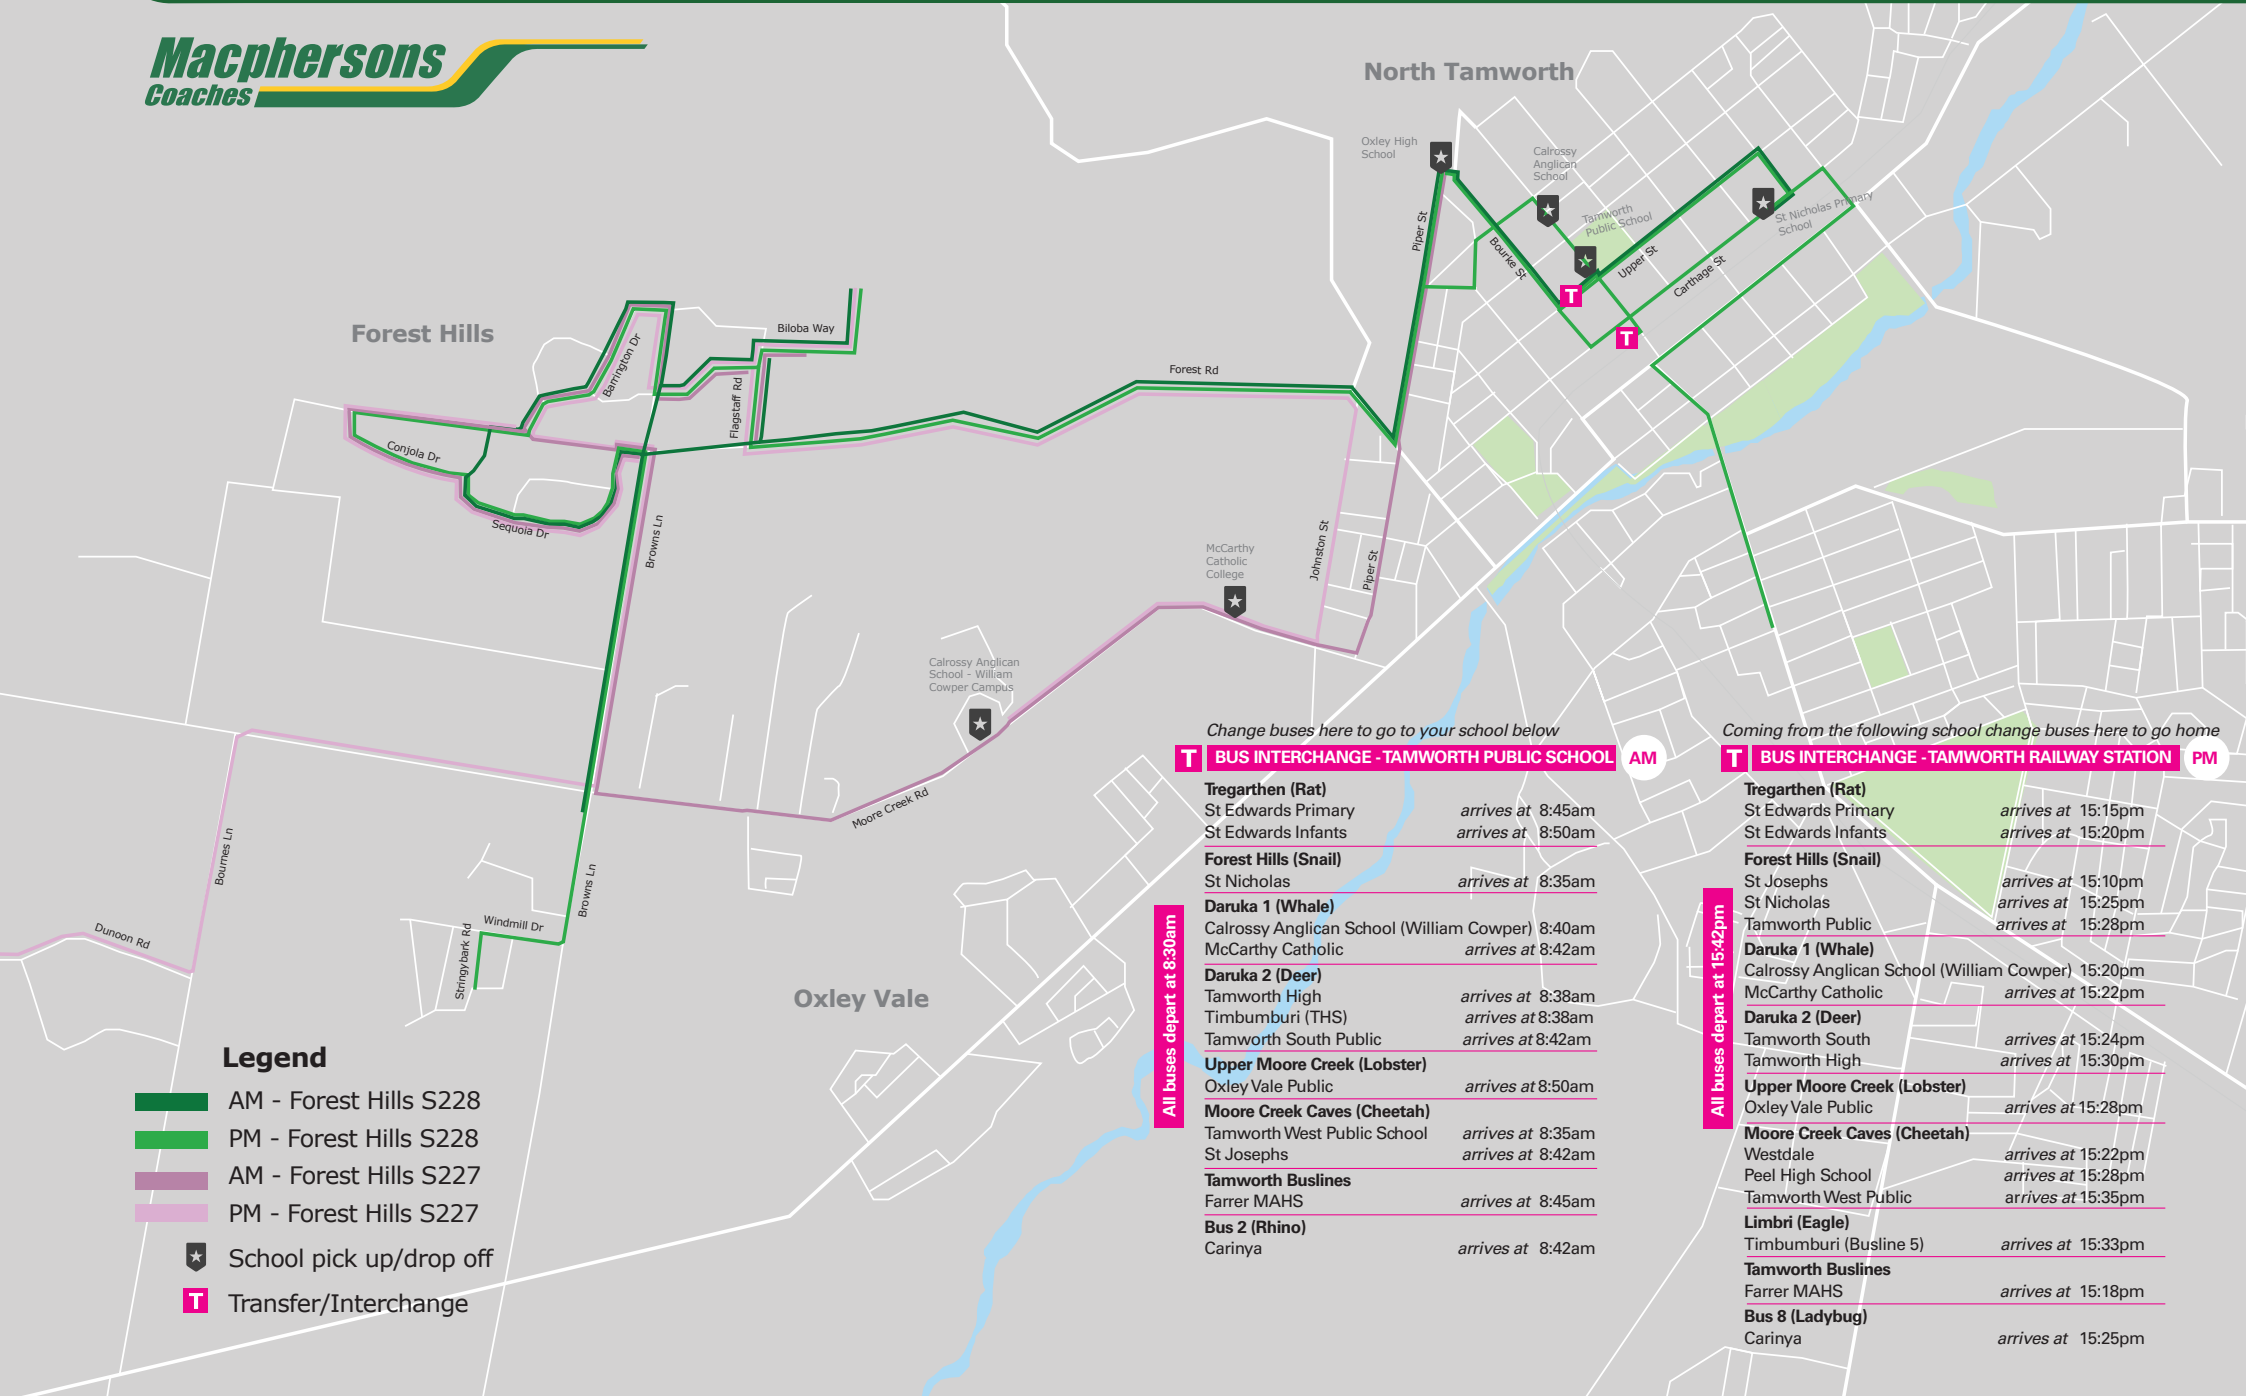 Macphersons
Coaches
North Tamworth
Oxley High
School
Calrossy
Anglican
School
Tamworth
Public School
St Nicholas Primary
School
Piper St
Bourke St
Upper St
Carthage St
T
T
Forest Hills
Barrington Dr
Biloba Way
Flagstaff Rd
Forest Rd
Conjola Dr
Sequoia Dr
Browns Ln
Johnston St
Piper St
McCarthy
Catholic
College
Calrossy Anglican
School - William
Cowper Campus
Moore Creek Rd
Bournes Ln
Browns Ln
Dunoon Rd
Windmill Dr
Stringybark Rd
Oxley Vale
Legend
AM - Forest Hills S228
PM - Forest Hills S228
AM - Forest Hills S227
PM - Forest Hills S227
School pick up/drop off
T Transfer/Interchange
Change buses here to go to your school below
T BUS INTERCHANGE - TAMWORTH PUBLIC SCHOOL AM
All buses depart at 8:30am
Tregarthen (Rat)
St Edwards Primary arrives at 8:45am
St Edwards Infants arrives at 8:50am
Forest Hills (Snail)
St Nicholas arrives at 8:35am
Daruka 1 (Whale)
Calrossy Anglican School (William Cowper) 8:40am
McCarthy Catholic arrives at 8:42am
Daruka 2 (Deer)
Tamworth High arrives at 8:38am
Timbumburi (THS) arrives at 8:38am
Tamworth South Public arrives at 8:42am
Upper Moore Creek (Lobster)
Oxley Vale Public arrives at 8:50am
Moore Creek Caves (Cheetah)
Tamworth West Public School arrives at 8:35am
St Josephs arrives at 8:42am
Tamworth Buslines
Farrer MAHS arrives at 8:45am
Bus 2 (Rhino)
Carinya arrives at 8:42am
Coming from the following school change buses here to go home
T BUS INTERCHANGE - TAMWORTH RAILWAY STATION PM
All buses depart at 15:42pm
Tregarthen (Rat)
St Edwards Primary arrives at 15:15pm
St Edwards Infants arrives at 15:20pm
Forest Hills (Snail)
St Josephs arrives at 15:10pm
St Nicholas arrives at 15:25pm
Tamworth Public arrives at 15:28pm
Daruka 1 (Whale)
Calrossy Anglican School (William Cowper) 15:20pm
McCarthy Catholic arrives at 15:22pm
Daruka 2 (Deer)
Tamworth South arrives at 15:24pm
Tamworth High arrives at 15:30pm
Upper Moore Creek (Lobster)
Oxley Vale Public arrives at 15:28pm
Moore Creek Caves (Cheetah)
Westdale arrives at 15:22pm
Peel High School arrives at 15:28pm
Tamworth West Public arrives at 15:35pm
Limbri (Eagle)
Timbumburi (Busline 5) arrives at 15:33pm
Tamworth Buslines
Farrer MAHS arrives at 15:18pm
Bus 8 (Ladybug)
Carinya arrives at 15:25pm